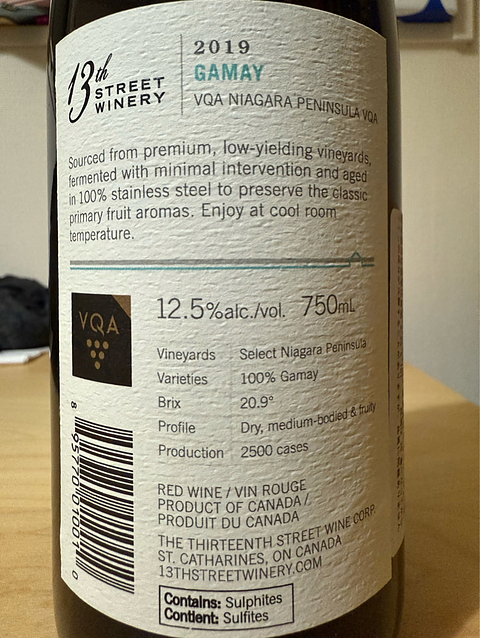 13th
STREET
WINERY
2019
GAMAY
VQA NIAGARA PENINSULA VQA
Sourced from premium, low-yielding vineyards,
fermented with minimal intervention and aged
in 100% stainless steel to preserve the classic
primary fruit aromas. Enjoy at cool room
temperature.
VQA
12.5%alc./vol. 750mL
Vineyards Select Niagara Peninsula
Varieties 100% Gamay
Brix 20.9°
Profile Dry, medium-bodied & fruity
Production 2500 cases
RED WINE / VIN ROUGE
PRODUCT OF CANADA /
PRODUIT DU CANADA
THE THIRTEENTH STREET WINE CORP.
ST. CATHARINES, ON CANADA
13THSTREETWINERY.COM
Contains: Sulphites
Contient: Sulfites
8 95770 01001 0